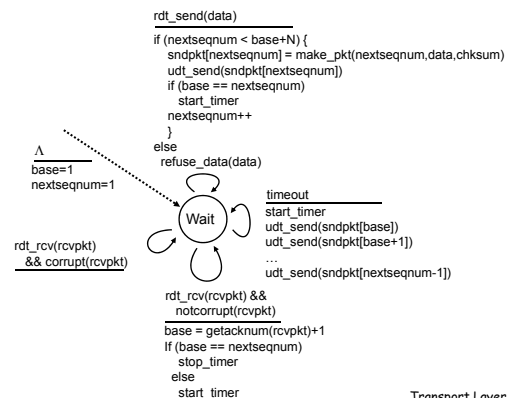 rdt_send(data)
if (nextseqnum < base+N) {
sndpkt[nextseqnum] = make_pkt(nextseqnum,data,chksum)
udt_send(sndpkt[nextseqnum])
if (base == nextseqnum)
start_timer
nextseqnum++
}
else
refuse_data(data)
Λ
base=1
nextseqnum=1
Wait
timeout
start_timer
udt_send(sndpkt[base])
udt_send(sndpkt[base+1])
…
udt_send(sndpkt[nextseqnum-1])
rdt_rcv(rcvpkt)
&& corrupt(rcvpkt)
rdt_rcv(rcvpkt) &&
notcorrupt(rcvpkt)
base = getacknum(rcvpkt)+1
If (base == nextseqnum)
stop_timer
else
start_timer
Transport Layer